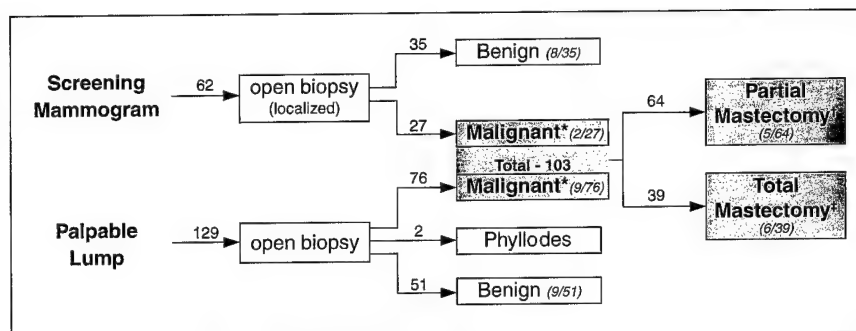 Screening
Mammogram
62
open biopsy
(localized)
35
Benign (8/35)
27
Malignant* (2/27)
Total - 103
Malignant* (9/76)
64
Partial
Mastectomy†
(5/64)
39
Total
Mastectomy†
(6/39)
Palpable
Lump
129
open biopsy
76
2
Phyllodes
51
Benign (9/51)